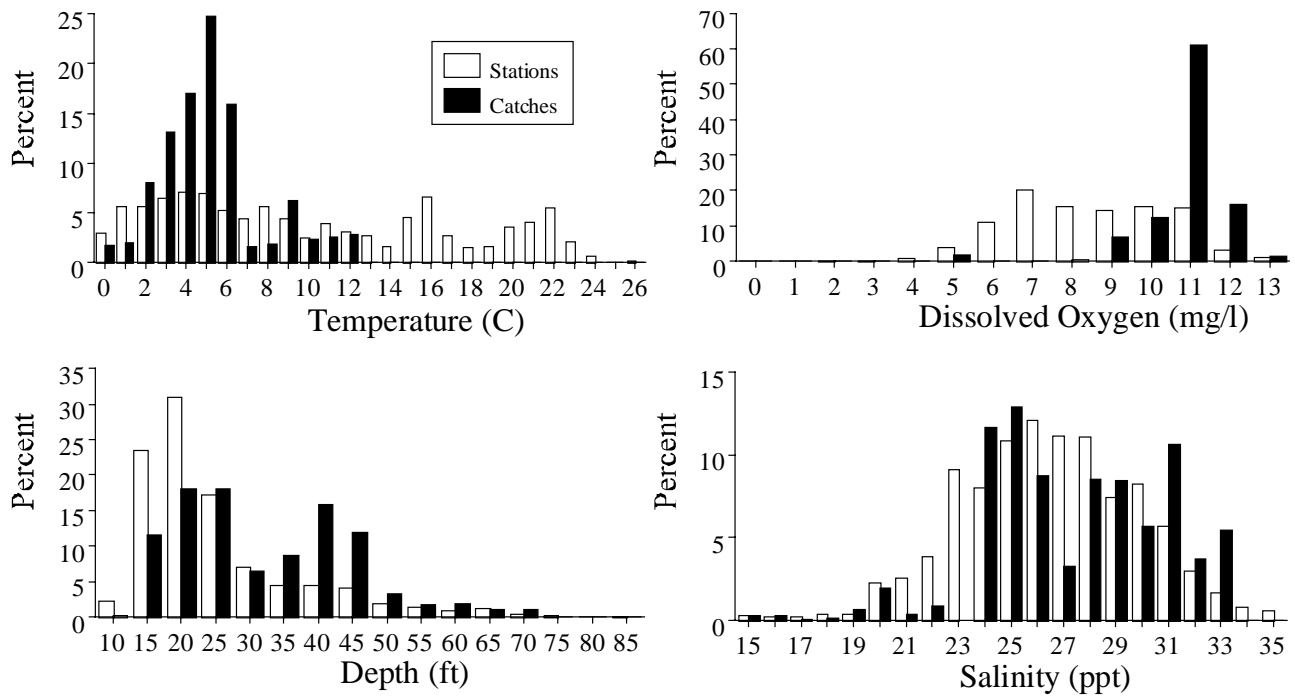 25
20
15
10
5
0
Percent
Stations
Catches
0 2 4 6 8 10 12 14 16 18 20 22 24 26
Temperature (C)
70
60
50
40
30
20
10
0
Percent
0 1 2 3 4 5 6 7 8 9 10 11 12 13
Dissolved Oxygen (mg/l)
35
30
25
20
15
10
5
0
Percent
10 15 20 25 30 35 40 45 50 55 60 65 70 75 80 85
Depth (ft)
15
10
5
0
Percent
15 17 19 21 23 25 27 29 31 33 35
Salinity (ppt)